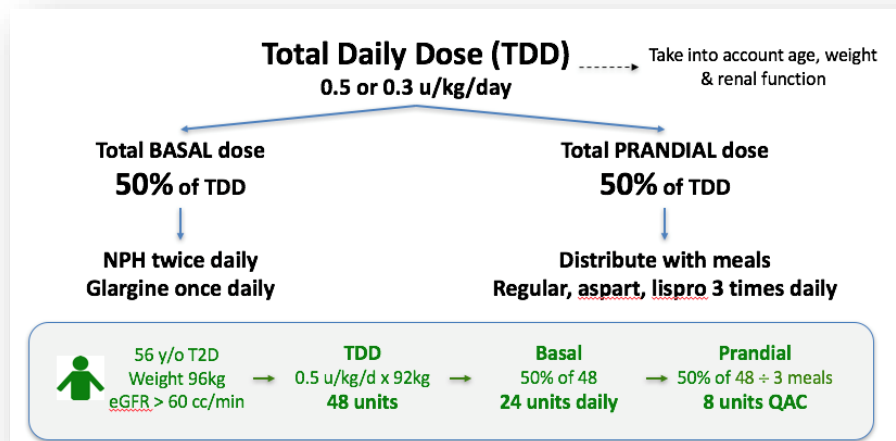 Total Daily Dose (TDD)
0.5 or 0.3 u/kg/day
Take into account age, weight
& renal function
Total BASAL dose
50% of TDD
Total PRANDIAL dose
50% of TDD
NPH twice daily
Glargine once daily
Distribute with meals
Regular, aspart, lispro 3 times daily
56 y/o T2D
Weight 96kg
eGFR > 60 cc/min
TDD
0.5 u/kg/d x 92kg
48 units
Basal
50% of 48
24 units daily
Prandial
50% of 48 ÷ 3 meals
8 units QAC